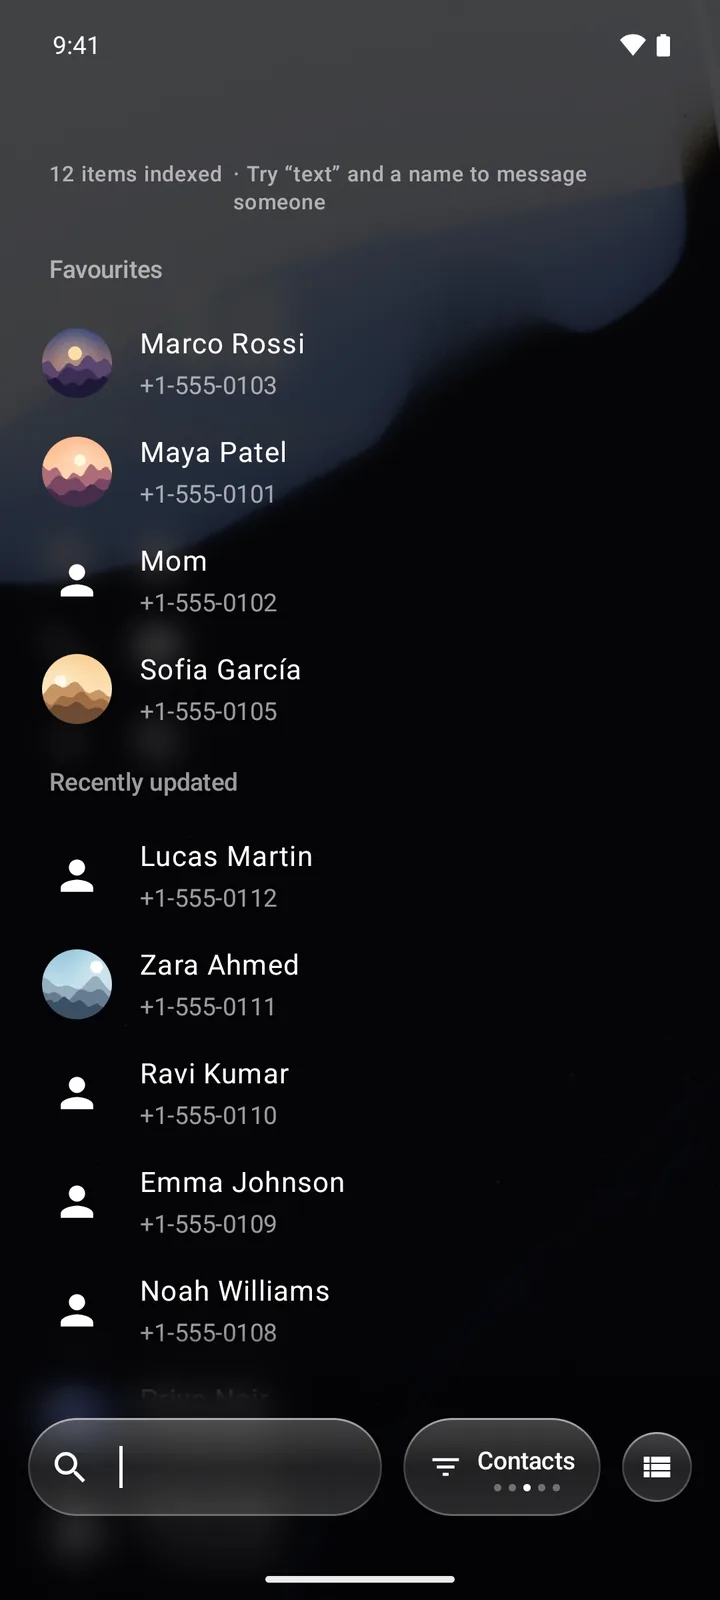 9:41
12 items indexed · Try “text” and a name to message
someone
Favourites
Marco Rossi
+1-555-0103
Maya Patel
+1-555-0101
Mom
+1-555-0102
Sofia García
+1-555-0105
Recently updated
Lucas Martin
+1-555-0112
Zara Ahmed
+1-555-0111
Ravi Kumar
+1-555-0110
Emma Johnson
+1-555-0109
Noah Williams
+1-555-0108
Contacts